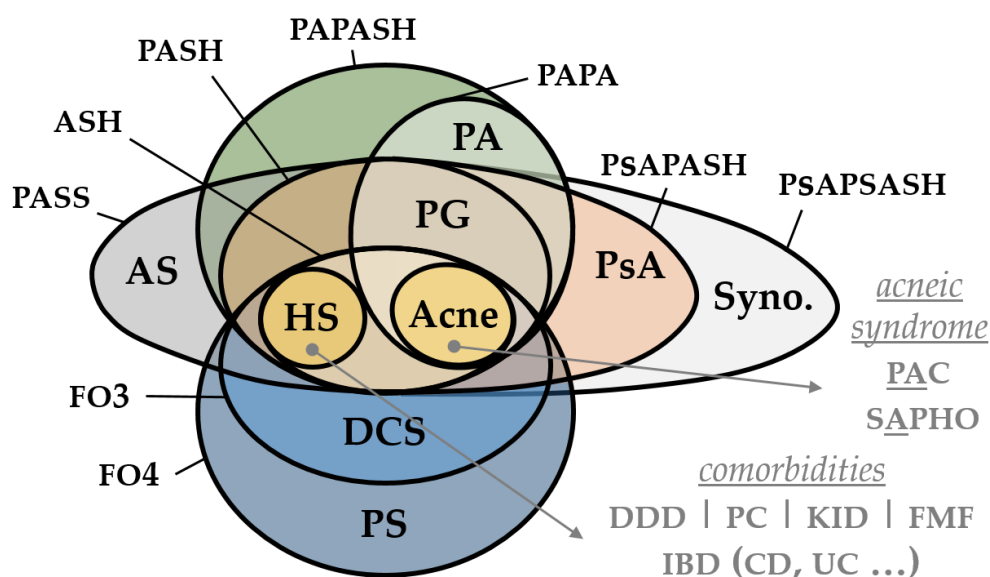 PAPASH
PASH
PAPA
ASH
PA
PsAPASH
PsAPSASH
PASS
PG
AS
PsA
Syno.
HS
Acne
acneic
syndrome
PAC
SAPHO
FO3
DCS
FO4
PS
comorbidities
DDD | PC | KID | FMF
IBD (CD, UC ...)